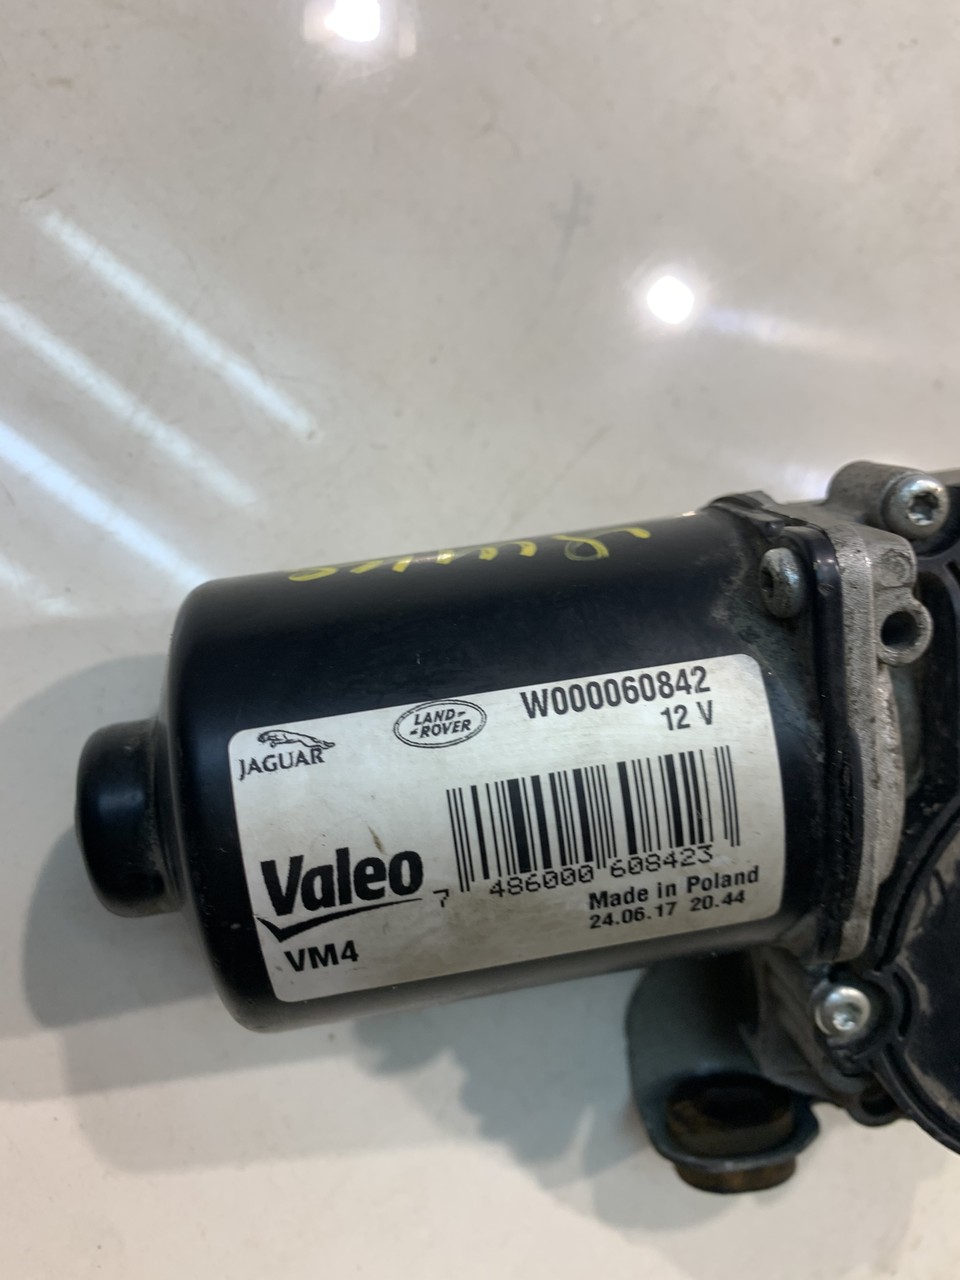 JAGUAR
LAND-
-ROVER
W000060842
12 V
7 486000 608423
Valeo
Made in Poland
24.06.17 20.44
VM4